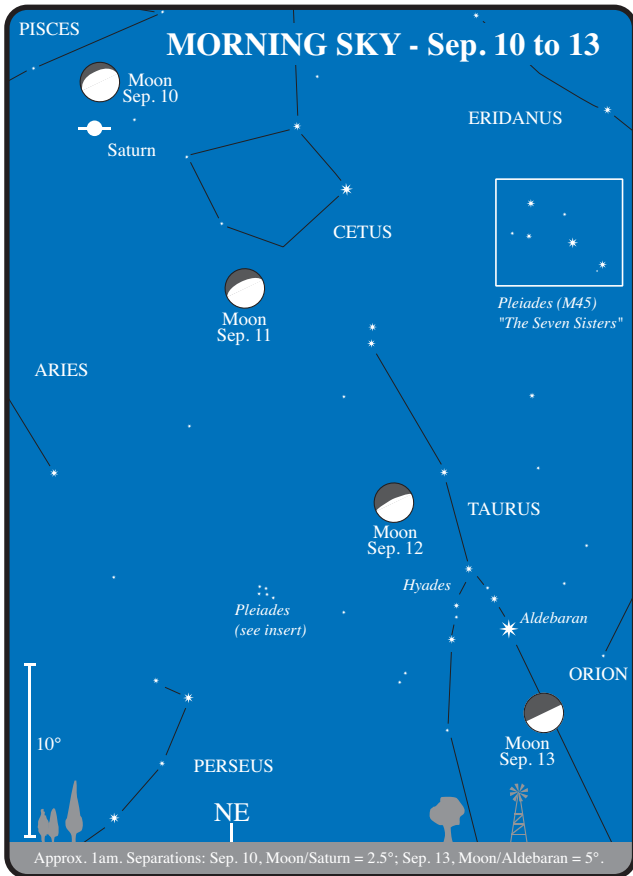 PISCES
MORNING SKY - Sep. 10 to 13
Moon
Sep. 10
ERIDANUS
Saturn
CETUS
Pleiades (M45)
"The Seven Sisters"
Moon
Sep. 11
ARIES
TAURUS
Moon
Sep. 12
Hyades
Pleiades
(see insert)
Aldebaran
ORION
10°
Moon
Sep. 13
PERSEUS
NE
Approx. 1am. Separations: Sep. 10, Moon/Saturn = 2.5°; Sep. 13, Moon/Aldebaran = 5°.